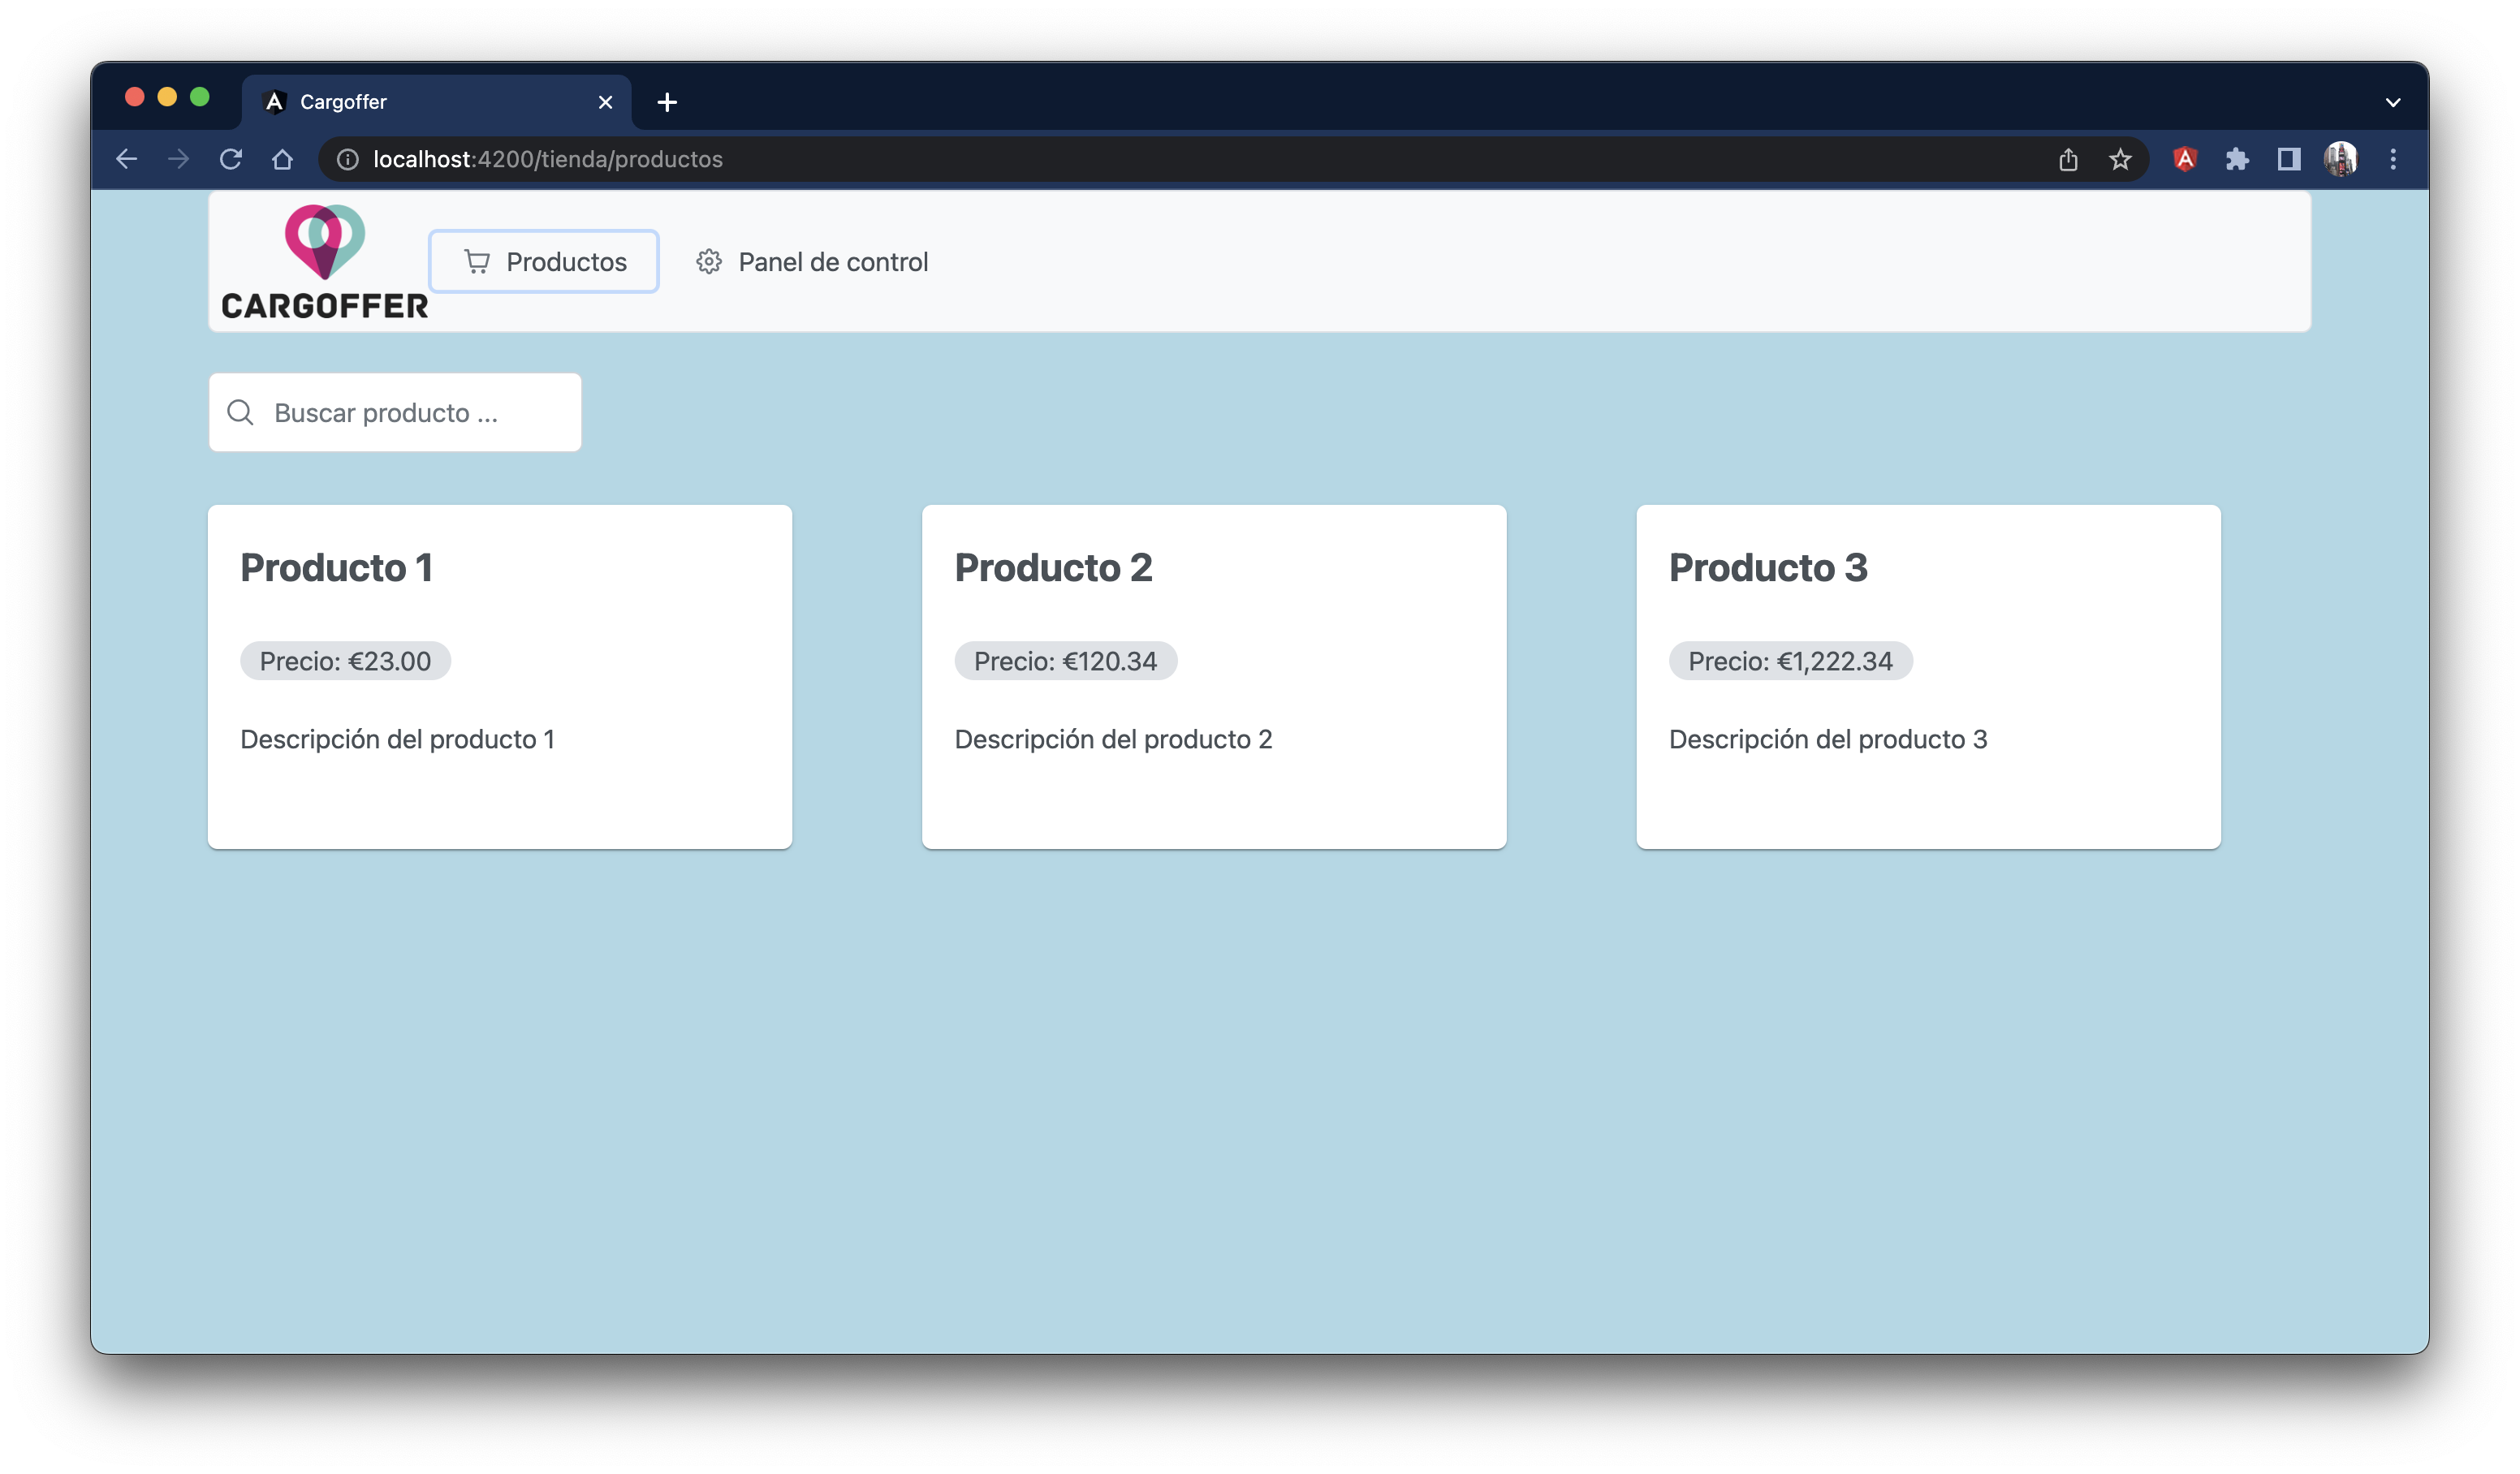 Cargoffer
localhost:4200/tienda/productos
CARGOFFER
Productos
Panel de control
Buscar producto ...
Producto 1
Precio: €23.00
Descripción del producto 1
Producto 2
Precio: €120.34
Descripción del producto 2
Producto 3
Precio: €1,222.34
Descripción del producto 3